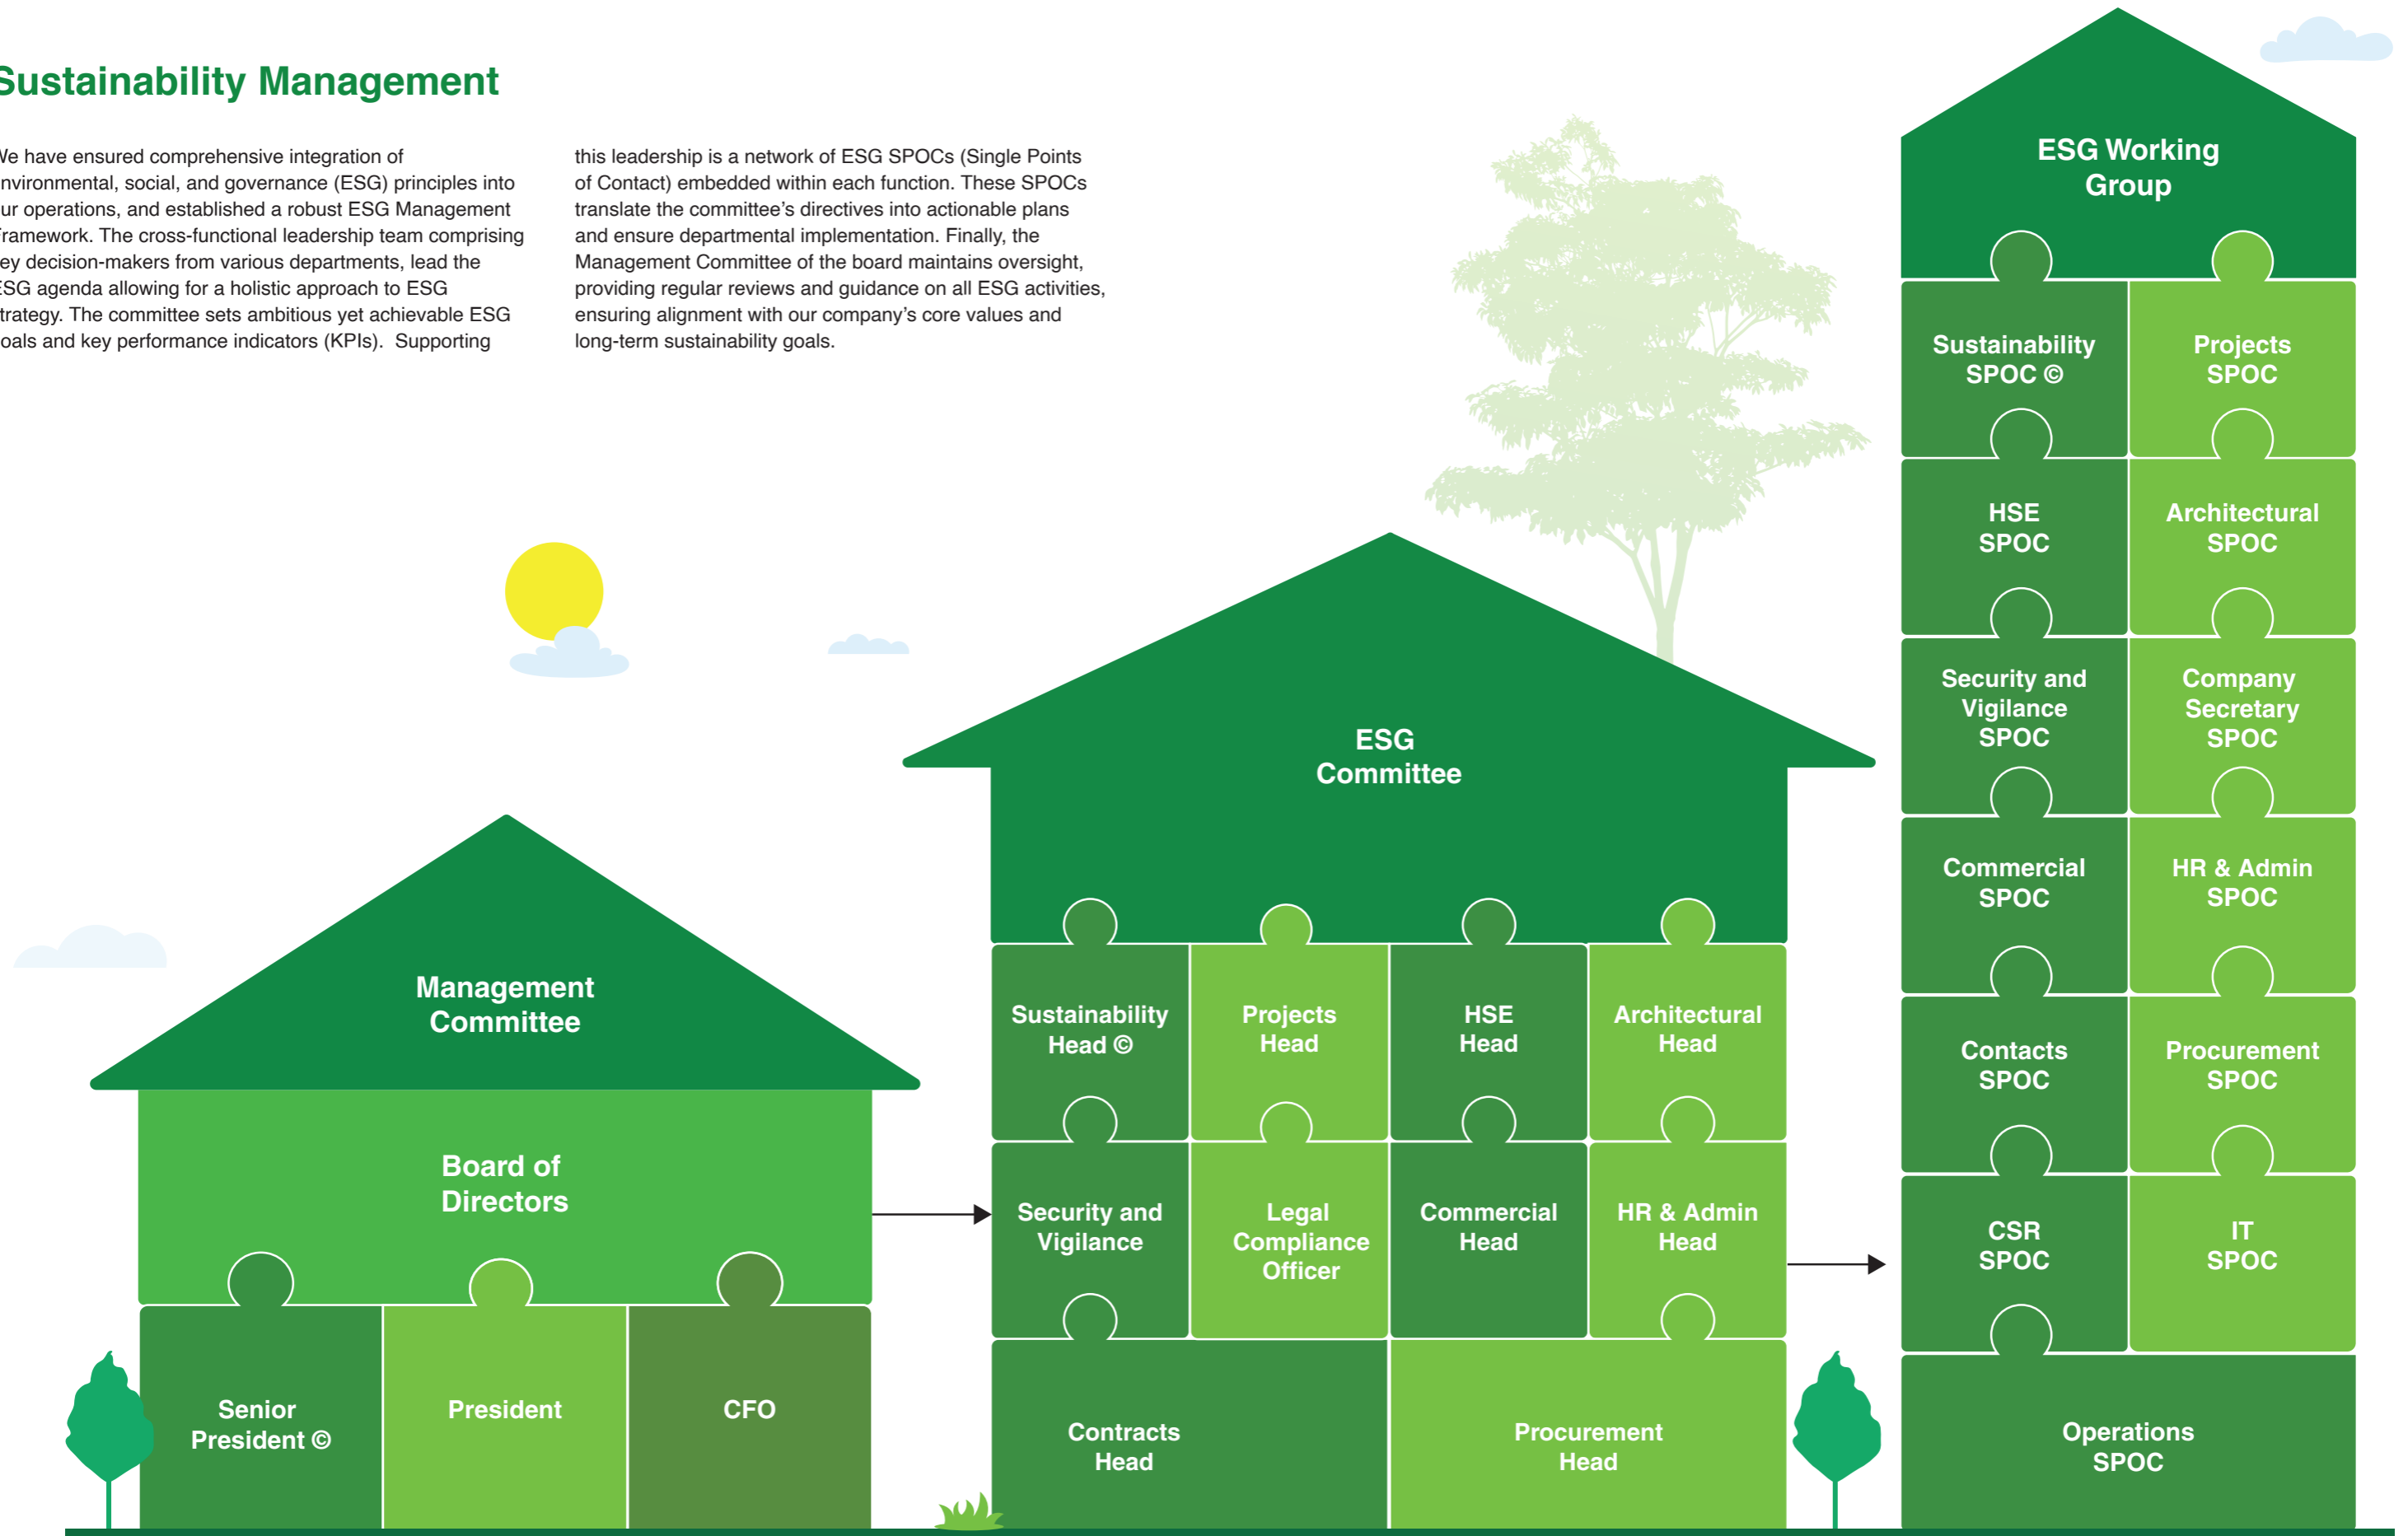 Sustainability Management
We have ensured comprehensive integration of
environmental, social, and governance (ESG) principles into
our operations, and established a robust ESG Management
Framework. The cross-functional leadership team comprising
key decision-makers from various departments, lead the
ESG agenda allowing for a holistic approach to ESG
strategy. The committee sets ambitious yet achievable ESG
goals and key performance indicators (KPIs).  Supporting
this leadership is a network of ESG SPOCs (Single Points
of Contact) embedded within each function. These SPOCs
translate the committee’s directives into actionable plans
and ensure departmental implementation. Finally, the
Management Committee of the board maintains oversight,
providing regular reviews and guidance on all ESG activities,
ensuring alignment with our company’s core values and
long-term sustainability goals.
Management
Committee
Board of
Directors
Senior
President ©
President
CFO
ESG
Committee
Sustainability
Head ©
Projects
Head
HSE
Head
Architectural
Head
Security and
Vigilance
Legal
Compliance
Officer
Commercial
Head
HR & Admin
Head
Contracts
Head
Procurement
Head
ESG Working
Group
Sustainability
SPOC ©
Projects
SPOC
HSE
SPOC
Architectural
SPOC
Security and
Vigilance
SPOC
Company
Secretary
SPOC
Commercial
SPOC
HR & Admin
SPOC
Contacts
SPOC
Procurement
SPOC
CSR
SPOC
IT
SPOC
Operations
SPOC